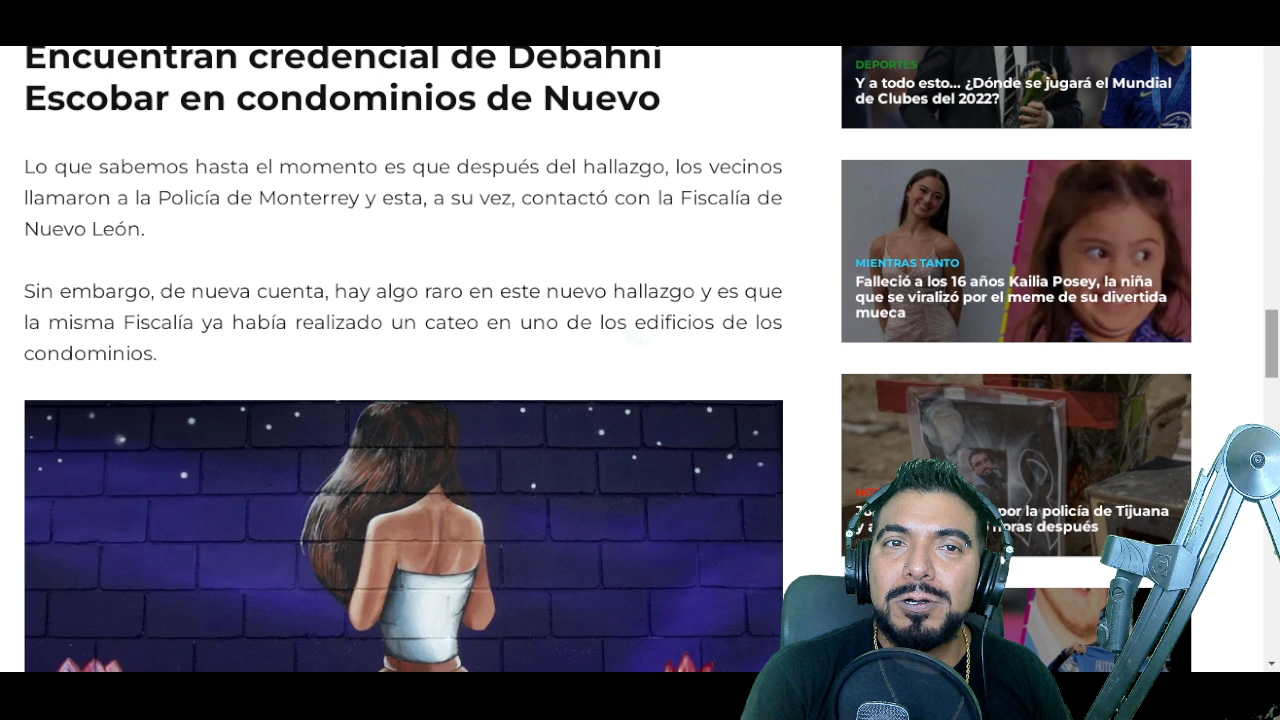 Encuentran credencial de Debahni
Escobar en condominios de Nuevo
Lo que sabemos hasta el momento es que después del hallazgo, los vecinos
llamaron a la Policía de Monterrey y esta, a su vez, contactó con la Fiscalía de
Nuevo León.
Sin embargo, de nueva cuenta, hay algo raro en este nuevo hallazgo y es que
la misma Fiscalía ya había realizado un cateo en uno de los edificios de los
condominios.
DEPORTES
Y a todo esto... ¿Dónde se jugará el Mundial
de Clubes del 2022?
MIENTRAS TANTO
Falleció a los 16 años Kailia Posey, la niña
que se viralizó por el meme de su divertida
mueca
por la policía de Tijuana
y
horas después